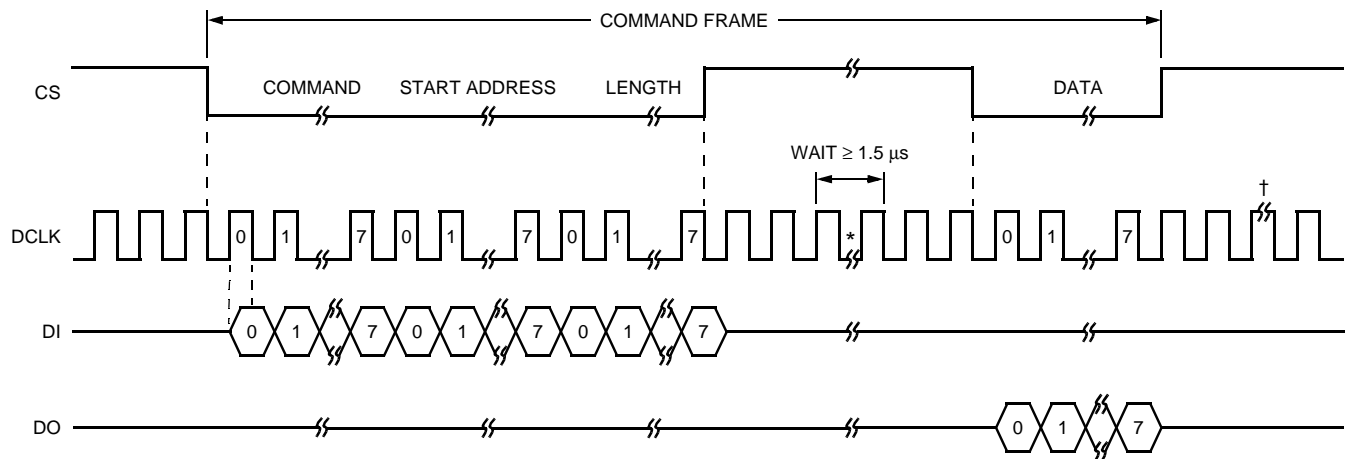 COMMAND FRAME
CS COMMAND START ADDRESS LENGTH DATA
WAIT ≥ 1.5 μs
†
DCLK 0 1 7 0 1 7 0 1 7 * 0 1 7
DI 0 1 7 0 1 7 0 1 7
DO 0 1 7